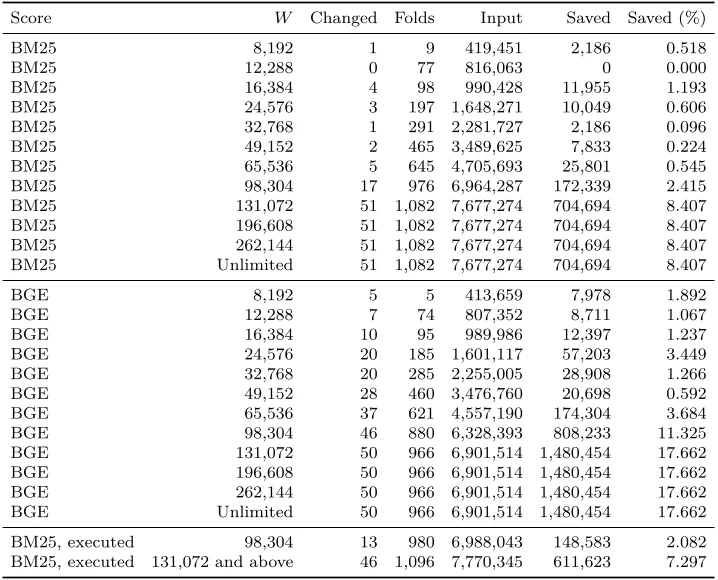 Score W Changed Folds Input Saved Saved (%)
BM25 8,192 1 9 419,451 2,186 0.518
BM25 12,288 0 77 816,063 0 0.000
BM25 16,384 4 98 990,428 11,955 1.193
BM25 24,576 3 197 1,648,271 10,049 0.606
BM25 32,768 1 291 2,281,727 2,186 0.096
BM25 49,152 2 465 3,489,625 7,833 0.224
BM25 65,536 5 645 4,705,693 25,801 0.545
BM25 98,304 17 976 6,964,287 172,339 2.415
BM25 131,072 51 1,082 7,677,274 704,694 8.407
BM25 196,608 51 1,082 7,677,274 704,694 8.407
BM25 262,144 51 1,082 7,677,274 704,694 8.407
BM25 Unlimited 51 1,082 7,677,274 704,694 8.407
BGE 8,192 5 5 413,659 7,978 1.892
BGE 12,288 7 74 807,352 8,711 1.067
BGE 16,384 10 95 989,986 12,397 1.237
BGE 24,576 20 185 1,601,117 57,203 3.449
BGE 32,768 20 285 2,255,005 28,908 1.266
BGE 49,152 28 460 3,476,760 20,698 0.592
BGE 65,536 37 621 4,557,190 174,304 3.684
BGE 98,304 46 880 6,328,393 808,233 11.325
BGE 131,072 50 966 6,901,514 1,480,454 17.662
BGE 196,608 50 966 6,901,514 1,480,454 17.662
BGE 262,144 50 966 6,901,514 1,480,454 17.662
BGE Unlimited 50 966 6,901,514 1,480,454 17.662
BM25, executed 98,304 13 980 6,988,043 148,583 2.082
BM25, executed 131,072 and above 46 1,096 7,770,345 611,623 7.297